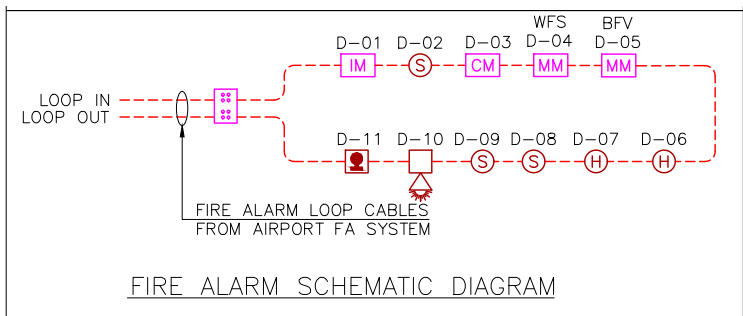 WFS BFV
D-01 D-02 D-03 D-04 D-05
IM S CM MM MM
LOOP IN
LOOP OUT
D-11 D-10 D-09 D-08 D-07 D-06
S S H H
FIRE ALARM LOOP CABLES
FROM AIRPORT FA SYSTEM
FIRE ALARM SCHEMATIC DIAGRAM